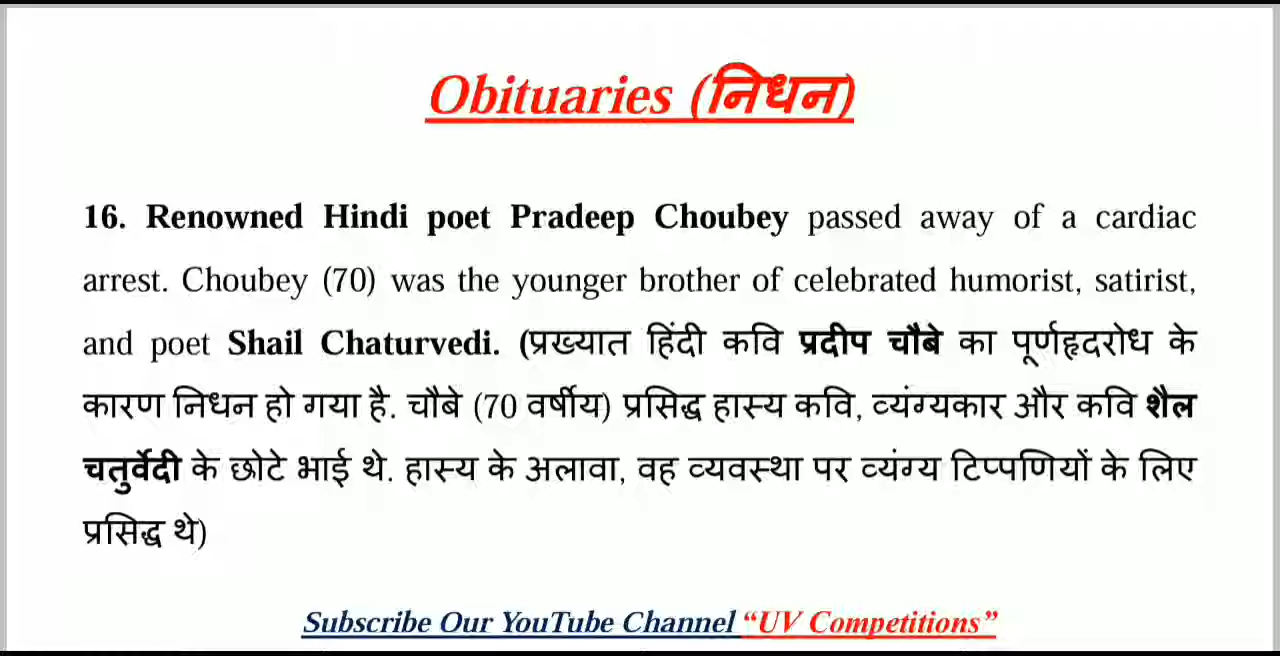 Obituaries (निधन)
16. Renowned Hindi poet Pradeep Choubey passed away of a cardiac
arrest. Choubey (70) was the younger brother of celebrated humorist, satirist,
and poet Shail Chaturvedi. (प्रख्यात हिंदी कवि प्रदीप चौबे का पूर्णहृदरोध के
कारण निधन हो गया है. चौबे (70 वर्षीय) प्रसिद्ध हास्य कवि, व्यंग्यकार और कवि शैल
चतुर्वेदी के छोटे भाई थे. हास्य के अलावा, वह व्यवस्था पर व्यंग्य टिप्पणियों के लिए
प्रसिद्ध थे)
Subscribe Our YouTube Channel “UV Competitions”